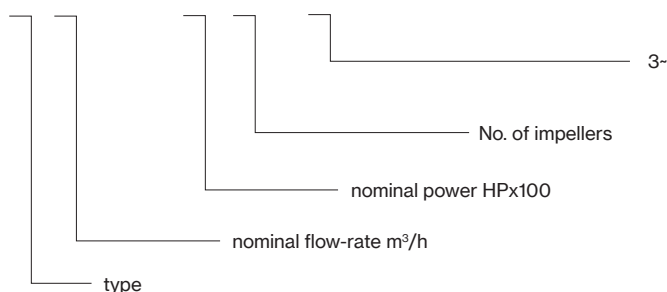 3~
No. of impellers
nominal power HPx100
nominal flow-rate m³/h
type